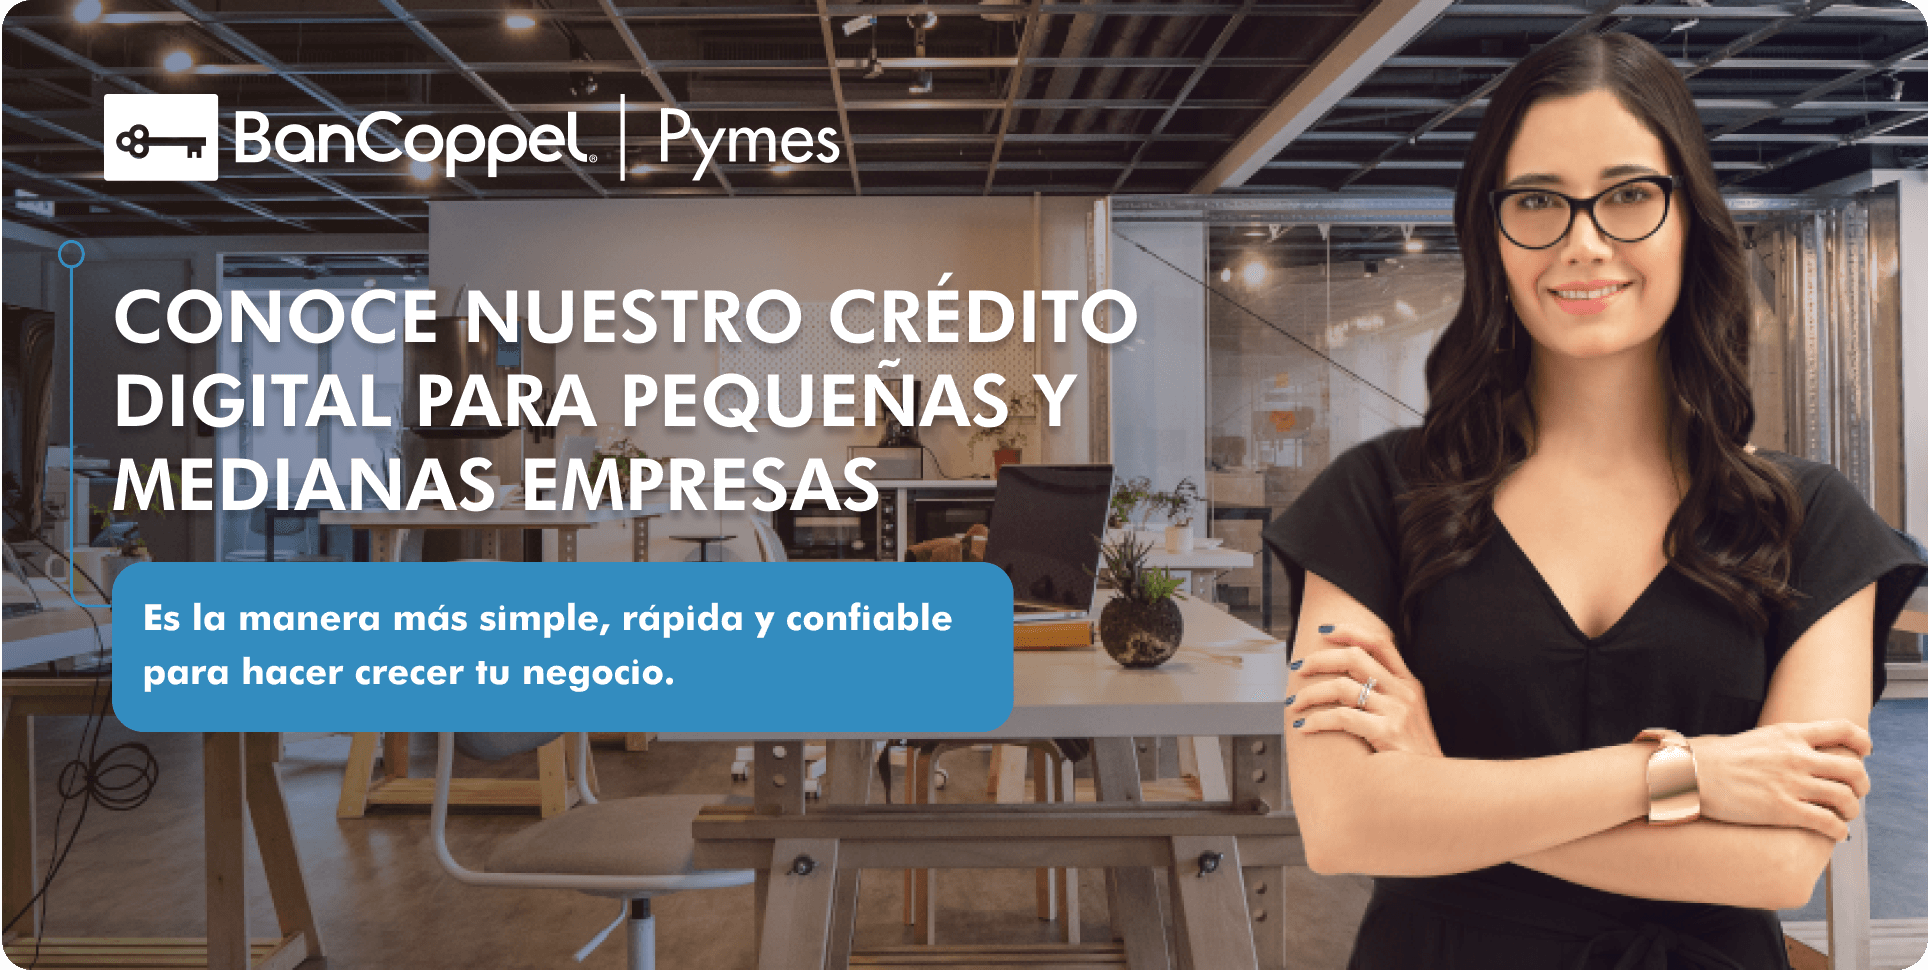 BanCoppel® | Pymes
CONOCE NUESTRO CRÉDITO
DIGITAL PARA PEQUEÑAS Y
MEDIANAS EMPRESAS
Es la manera más simple, rápida y confiable
para hacer crecer tu negocio.